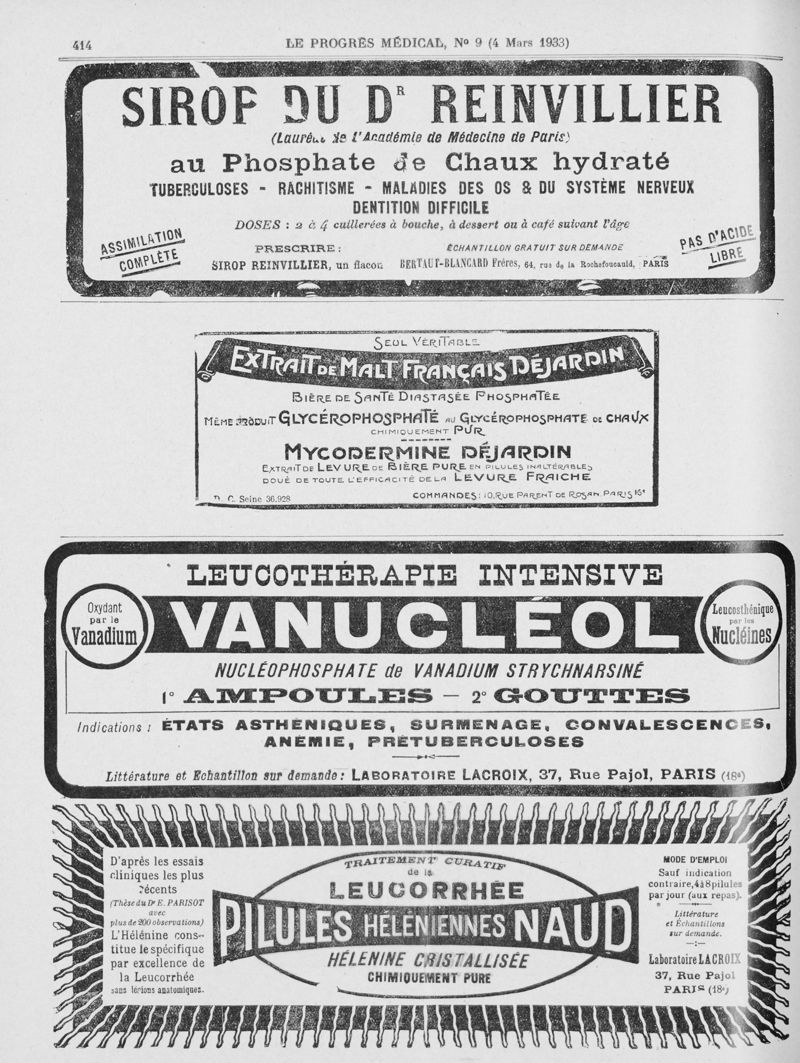 414
LE PROGRÈS MÉDICAL, Nº 9 (4 Mars 1933)
SIROP DU Dʳ REINVILLIER
(Lauréat de l'Académie de Médecine de Paris)
au Phosphate de Chaux hydraté
TUBERCULOSES - RACHITISME - MALADIES DES OS & DU SYSTÈME NERVEUX
DENTITION DIFFICILE
DOSES : 2 à 4 cuillerées à bouche, à dessert ou à café suivant l'âge
ASSIMILATION
COMPLÈTE
PRESCRIRE :
SIROP REINVILLIER, un flacon
ÉCHANTILLON GRATUIT SUR DEMANDE
BERTAUT-BLANCARD Frères, 64, rue de la Rochefoucauld, PARIS
PAS D'ACIDE
LIBRE
SEUL VÉRITABLE
EXTRAIT DE MALT FRANÇAIS DÉJARDIN
BIÈRE DE SANTÉ DIASTASÉE PHOSPHATÉE
MÊME PRODUIT GLYCÉROPHOSPHATÉ AU GLYCÉROPHOSPHATE DE CHAUX
CHIMIQUEMENT PUR
MYCODERMINE DÉJARDIN
EXTRAIT DE LEVURE DE BIÈRE PURE EN PILULES INALTÉRABLES
DOUÉ DE TOUTE L'EFFICACITÉ DE LA LEVURE FRAICHE
R. C. Seine 36.928
COMMANDES : 10, RUE PARENT DE ROSAN, PARIS 16ᵉ
LEUCOTHÉRAPIE INTENSIVE
Oxydant
par le
Vanadium
VANUCLÉOL
Leucosthénique
par les
Nucléines
NUCLÉOPHOSPHATE de VANADIUM STRYCHNARSINÉ
1° AMPOULES - 2° GOUTTES
Indications : ÉTATS ASTHÉNIQUES, SURMENAGE, CONVALESCENCES,
ANÉMIE, PRÉTUBERCULOSES
Littérature et Echantillon sur demande : LABORATOIRE LACROIX, 37, Rue Pajol, PARIS (18ᵉ)
D'après les essais
cliniques les plus
récents
(Thèse du Dʳ E. PARISOT
avec
plus de 200 observations)
L'Hélénine cons-
titue le spécifique
par excellence de
la Leucorrhée
sans lésions anatomiques.
TRAITEMENT CURATIF
de la
LEUCORRHÉE
PILULES HÉLÉNIENNES NAUD
HÉLÉNINE CRISTALLISÉE
CHIMIQUEMENT PURE
MODE D'EMPLOI
Sauf indication
contraire, 4 à 8 pilules
par jour (aux repas).
Littérature
et Échantillons
sur demande.
Laboratoire LACROIX
37, Rue Pajol
PARIS (18ᵉ)